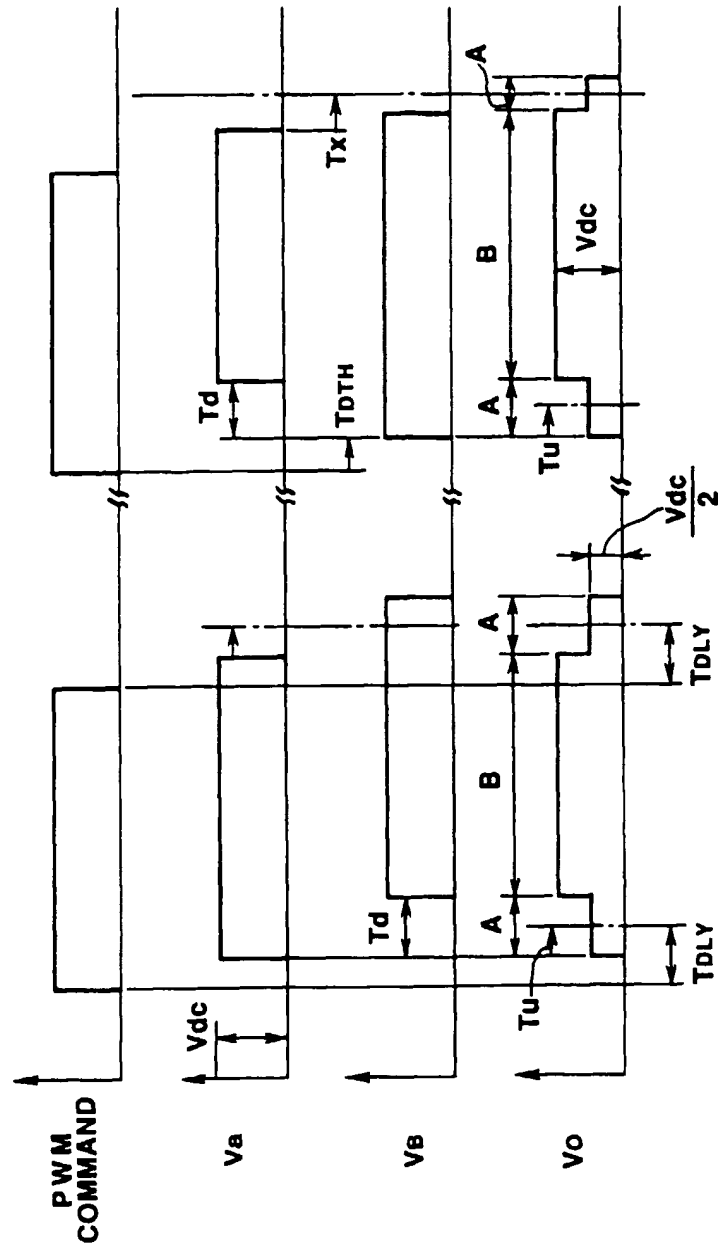 PWM
COMMAND
Va
Vdc
Td
TDTH
Tx
VB
Td
Vo
Tu
A
B
A
TDLY
TDLY
Vdc
2
Tu
A
B
A
Vdc